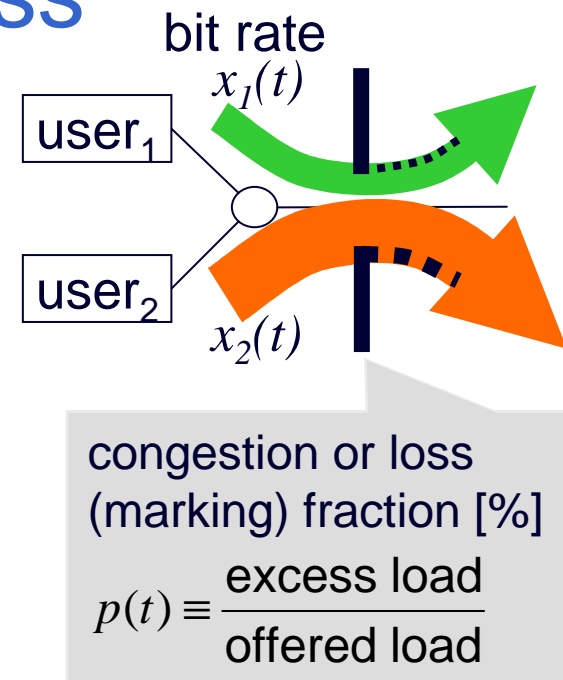 ss
bit rate
x₁(t)
user₁
user₂
x₂(t)
congestion or loss
(marking) fraction [%]
p(t) ≡ excess load
offered load